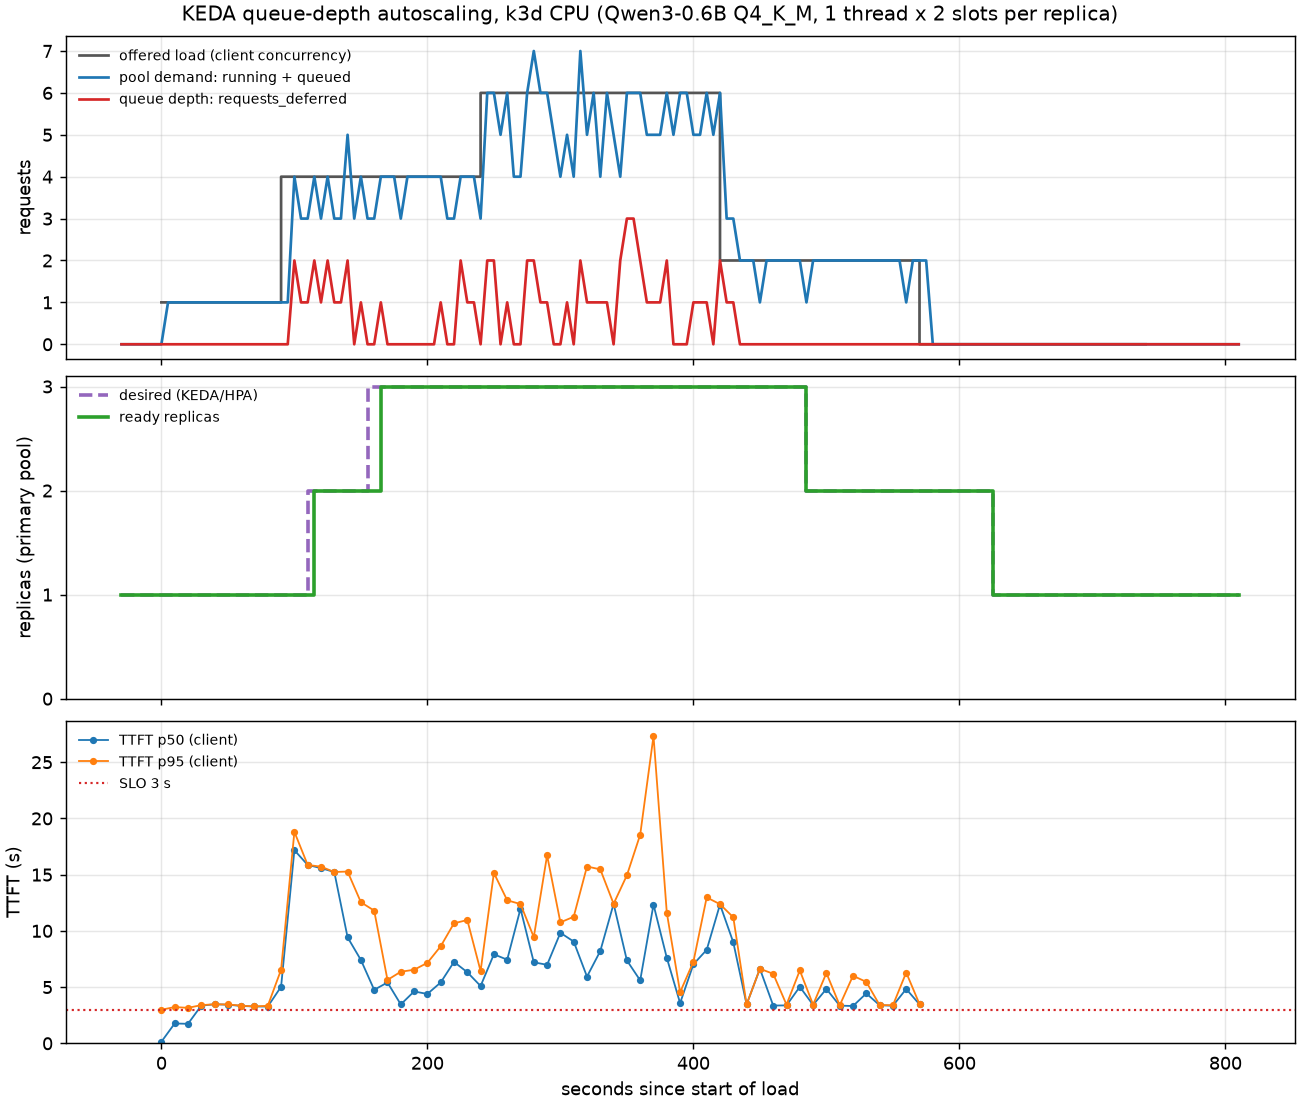 KEDA queue-depth autoscaling, k3d CPU (Qwen3-0.6B Q4_K_M, 1 thread x 2 slots per replica)
offered load (client concurrency)
pool demand: running + queued
queue depth: requests_deferred
requests
7
6
5
4
3
2
1
0
desired (KEDA/HPA)
ready replicas
replicas (primary pool)
3
2
1
0
TTFT p50 (client)
TTFT p95 (client)
SLO 3 s
TTFT (s)
25
20
15
10
5
0
0 200 400 600 800
seconds since start of load